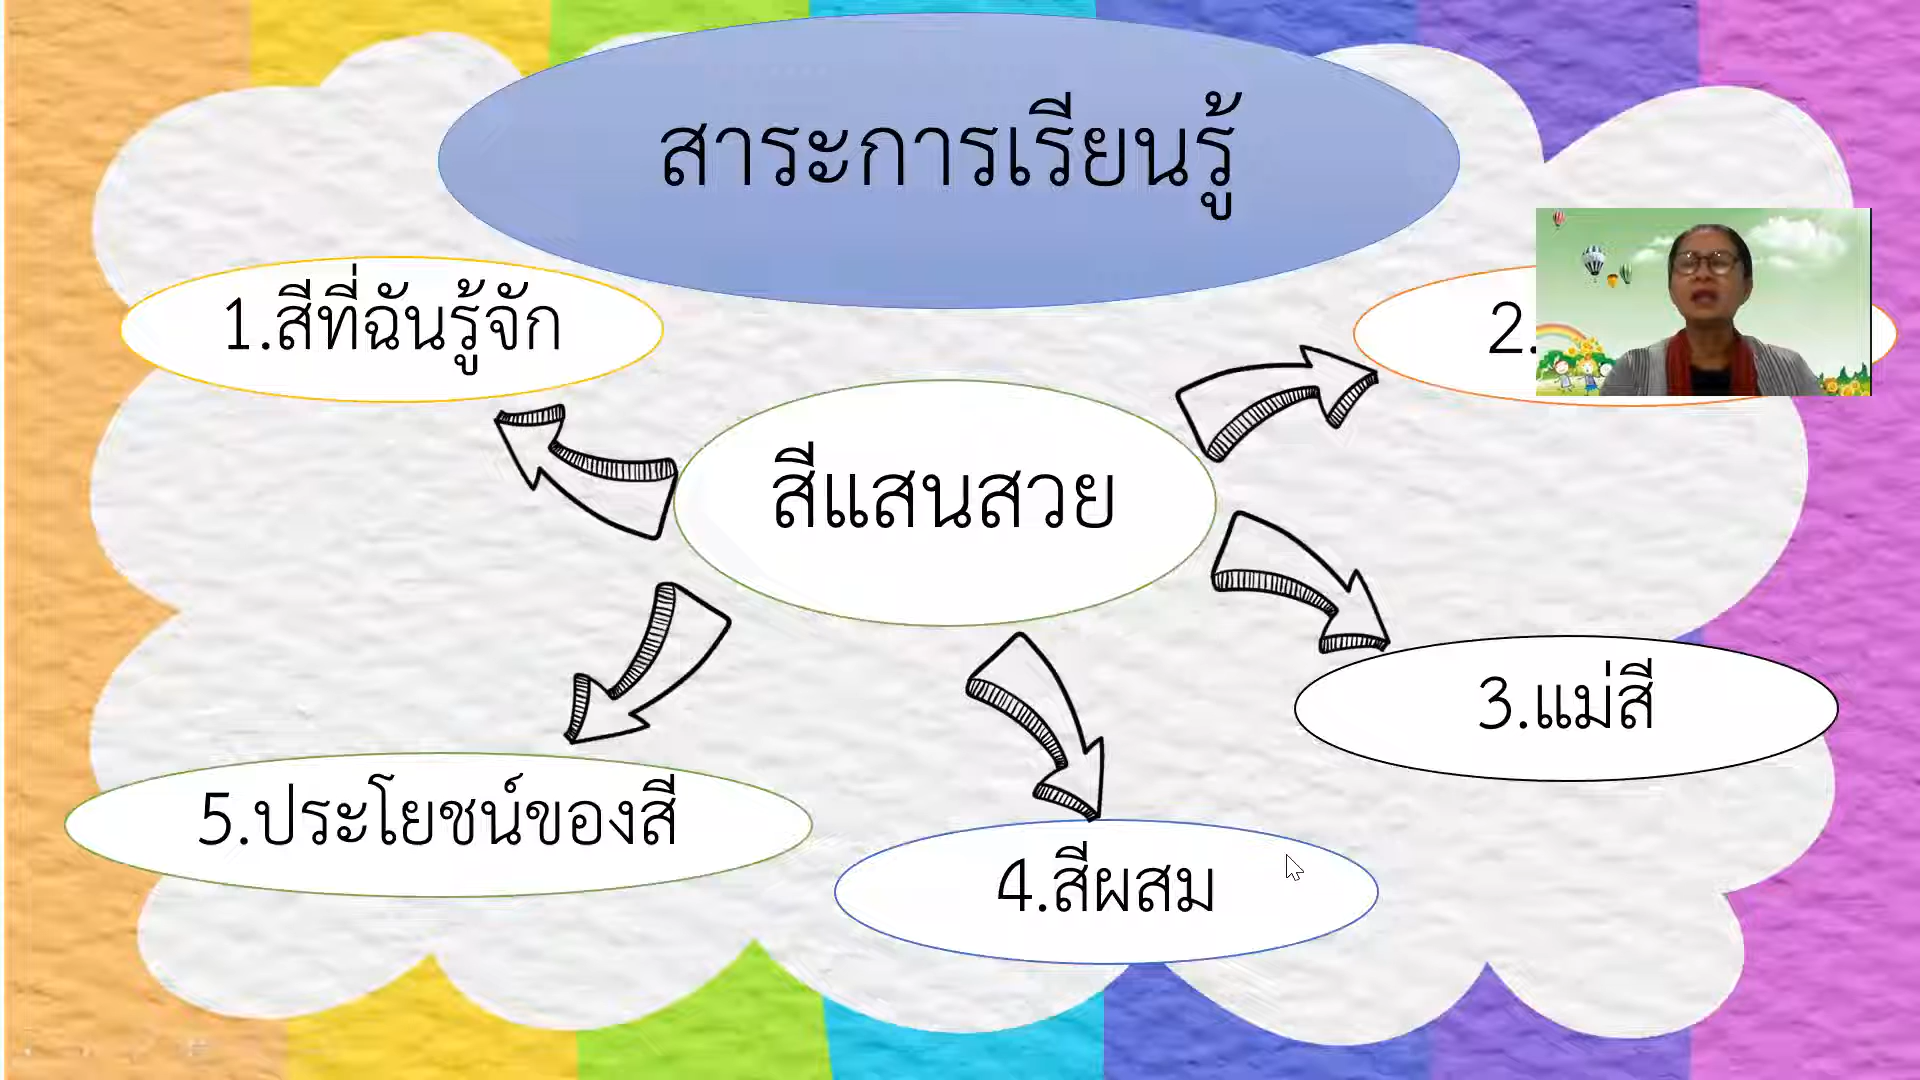 สาระการเรียนรู้
1.สีที่ฉันรู้จัก
2.
สีแสนสวย
3.แม่สี
5.ประโยชน์ของสี
4.สีผสม